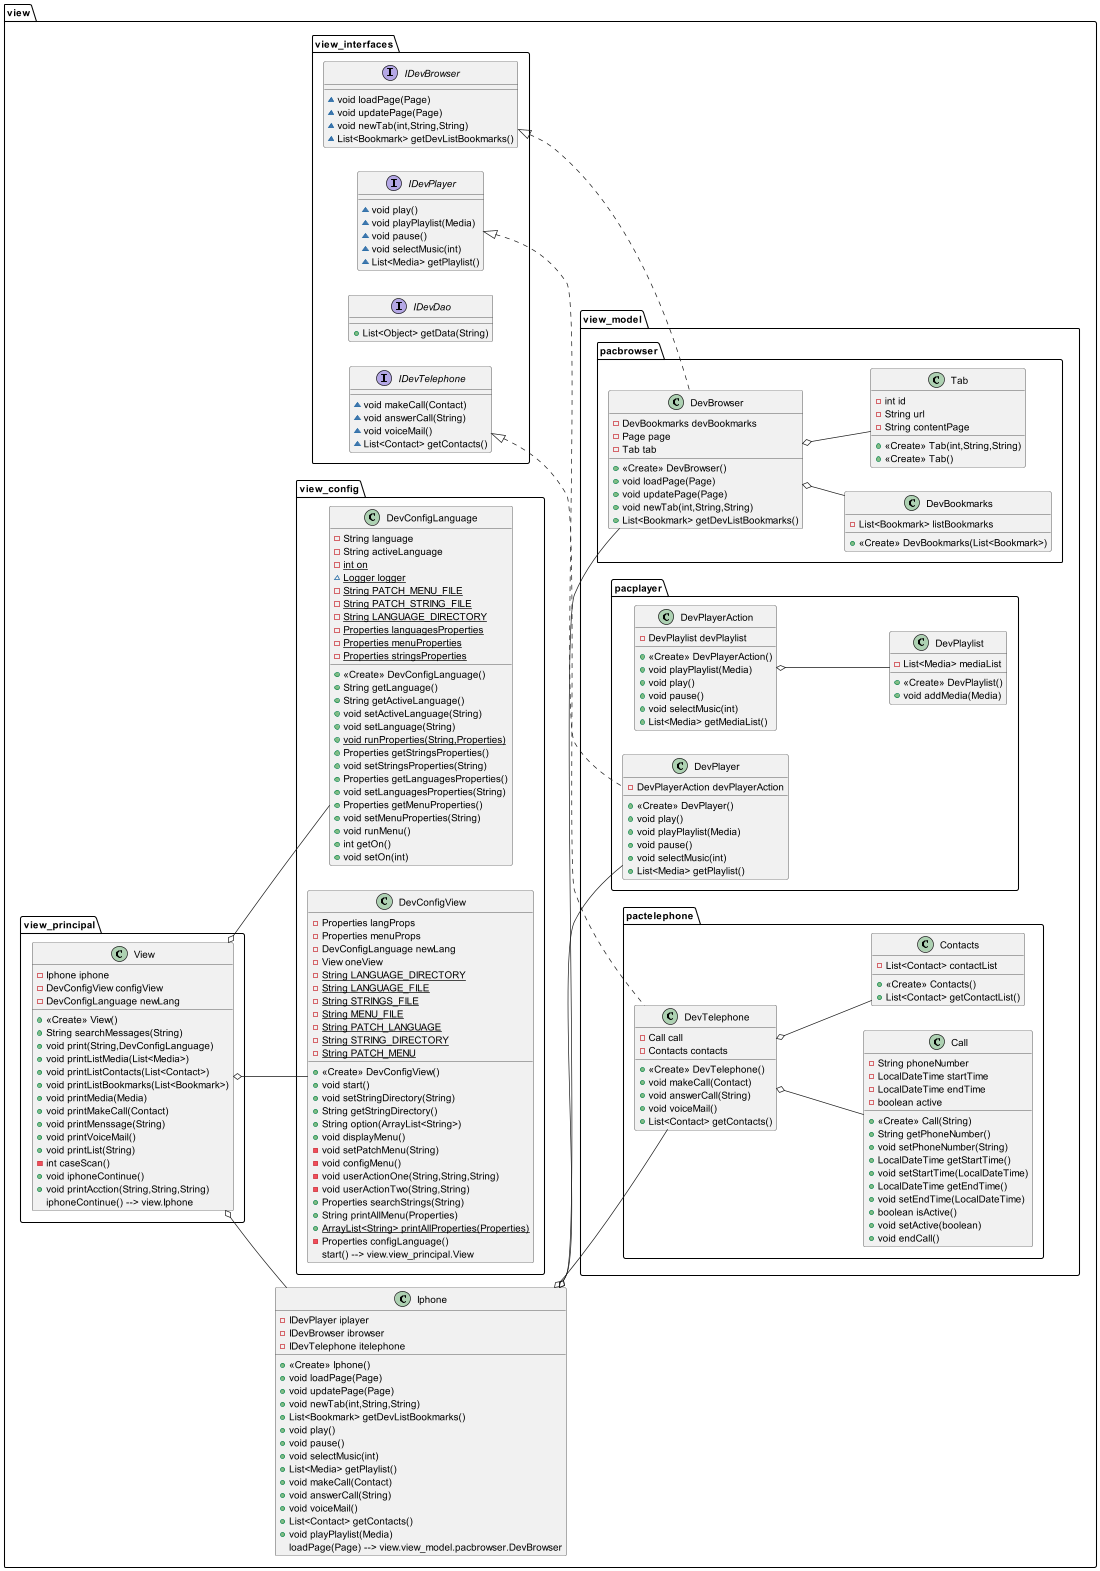 view
view_interfaces
I IDevBrowser
void loadPage(Page)
void updatePage(Page)
void newTab(int,String,String)
List<Bookmark> getDevListBookmarks()
I IDevPlayer
void play()
void playPlaylist(Media)
void pause()
void selectMusic(int)
List<Media> getPlaylist()
I IDevDao
List<Object> getData(String)
I IDevTelephone
void makeCall(Contact)
void answerCall(String)
void voiceMail()
List<Contact> getContacts()
view_model
pacbrowser
C DevBrowser
DevBookmarks devBookmarks
Page page
Tab tab
«Create» DevBrowser()
void loadPage(Page)
void updatePage(Page)
void newTab(int,String,String)
List<Bookmark> getDevListBookmarks()
C Tab
int id
String url
String contentPage
«Create» Tab(int,String,String)
«Create» Tab()
C DevBookmarks
List<Bookmark> listBookmarks
«Create» DevBookmarks(List<Bookmark>)
pacplayer
C DevPlayerAction
DevPlaylist devPlaylist
«Create» DevPlayerAction()
void playPlaylist(Media)
void play()
void pause()
void selectMusic(int)
List<Media> getMediaList()
C DevPlaylist
List<Media> mediaList
«Create» DevPlaylist()
void addMedia(Media)
C DevPlayer
DevPlayerAction devPlayerAction
«Create» DevPlayer()
void play()
void playPlaylist(Media)
void pause()
void selectMusic(int)
List<Media> getPlaylist()
pactelephone
C DevTelephone
Call call
Contacts contacts
«Create» DevTelephone()
void makeCall(Contact)
void answerCall(String)
void voiceMail()
List<Contact> getContacts()
C Contacts
List<Contact> contactList
«Create» Contacts()
List<Contact> getContactList()
C Call
String phoneNumber
LocalDateTime startTime
LocalDateTime endTime
boolean active
«Create» Call(String)
String getPhoneNumber()
void setPhoneNumber(String)
LocalDateTime getStartTime()
void setStartTime(LocalDateTime)
LocalDateTime getEndTime()
void setEndTime(LocalDateTime)
boolean isActive()
void setActive(boolean)
void endCall()
view_config
C DevConfigLanguage
String language
String activeLanguage
int on
Logger logger
String PATCH_MENU_FILE
String PATCH_STRING_FILE
String LANGUAGE_DIRECTORY
Properties languagesProperties
Properties menuProperties
Properties stringsProperties
«Create» DevConfigLanguage()
String getLanguage()
String getActiveLanguage()
void setActiveLanguage(String)
void setLanguage(String)
void runProperties(String,Properties)
Properties getStringsProperties()
void setStringsProperties(String)
Properties getLanguagesProperties()
void setLanguagesProperties(String)
Properties getMenuProperties()
void setMenuProperties(String)
void runMenu()
int getOn()
void setOn(int)
C DevConfigView
Properties langProps
Properties menuProps
DevConfigLanguage newLang
View oneView
String LANGUAGE_DIRECTORY
String LANGUAGE_FILE
String STRINGS_FILE
String MENU_FILE
String PATCH_LANGUAGE
String STRING_DIRECTORY
String PATCH_MENU
«Create» DevConfigView()
void start()
void setStringDirectory(String)
String getStringDirectory()
String option(ArrayList<String>)
void displayMenu()
void setPatchMenu(String)
void configMenu()
void userActionOne(String,String,String)
void userActionTwo(String,String)
Properties searchStrings(String)
String printAllMenu(Properties)
ArrayList<String> printAllProperties(Properties)
Properties configLanguage()
start() --> view.view_principal.View
view_principal
C View
Iphone iphone
DevConfigView configView
DevConfigLanguage newLang
«Create» View()
String searchMessages(String)
void print(String,DevConfigLanguage)
void printListMedia(List<Media>)
void printListContacts(List<Contact>)
void printListBookmarks(List<Bookmark>)
void printMedia(Media)
void printMakeCall(Contact)
void printMenssage(String)
void printVoiceMail()
void printList(String)
int caseScan()
void iphoneContinue()
void printAcction(String,String,String)
iphoneContinue() --> view.Iphone
C Iphone
IDevPlayer iplayer
IDevBrowser ibrowser
IDevTelephone itelephone
«Create» Iphone()
void loadPage(Page)
void updatePage(Page)
void newTab(int,String,String)
List<Bookmark> getDevListBookmarks()
void play()
void pause()
void selectMusic(int)
List<Media> getPlaylist()
void makeCall(Contact)
void answerCall(String)
void voiceMail()
List<Contact> getContacts()
void playPlaylist(Media)
loadPage(Page) --> view.view_model.pacbrowser.DevBrowser